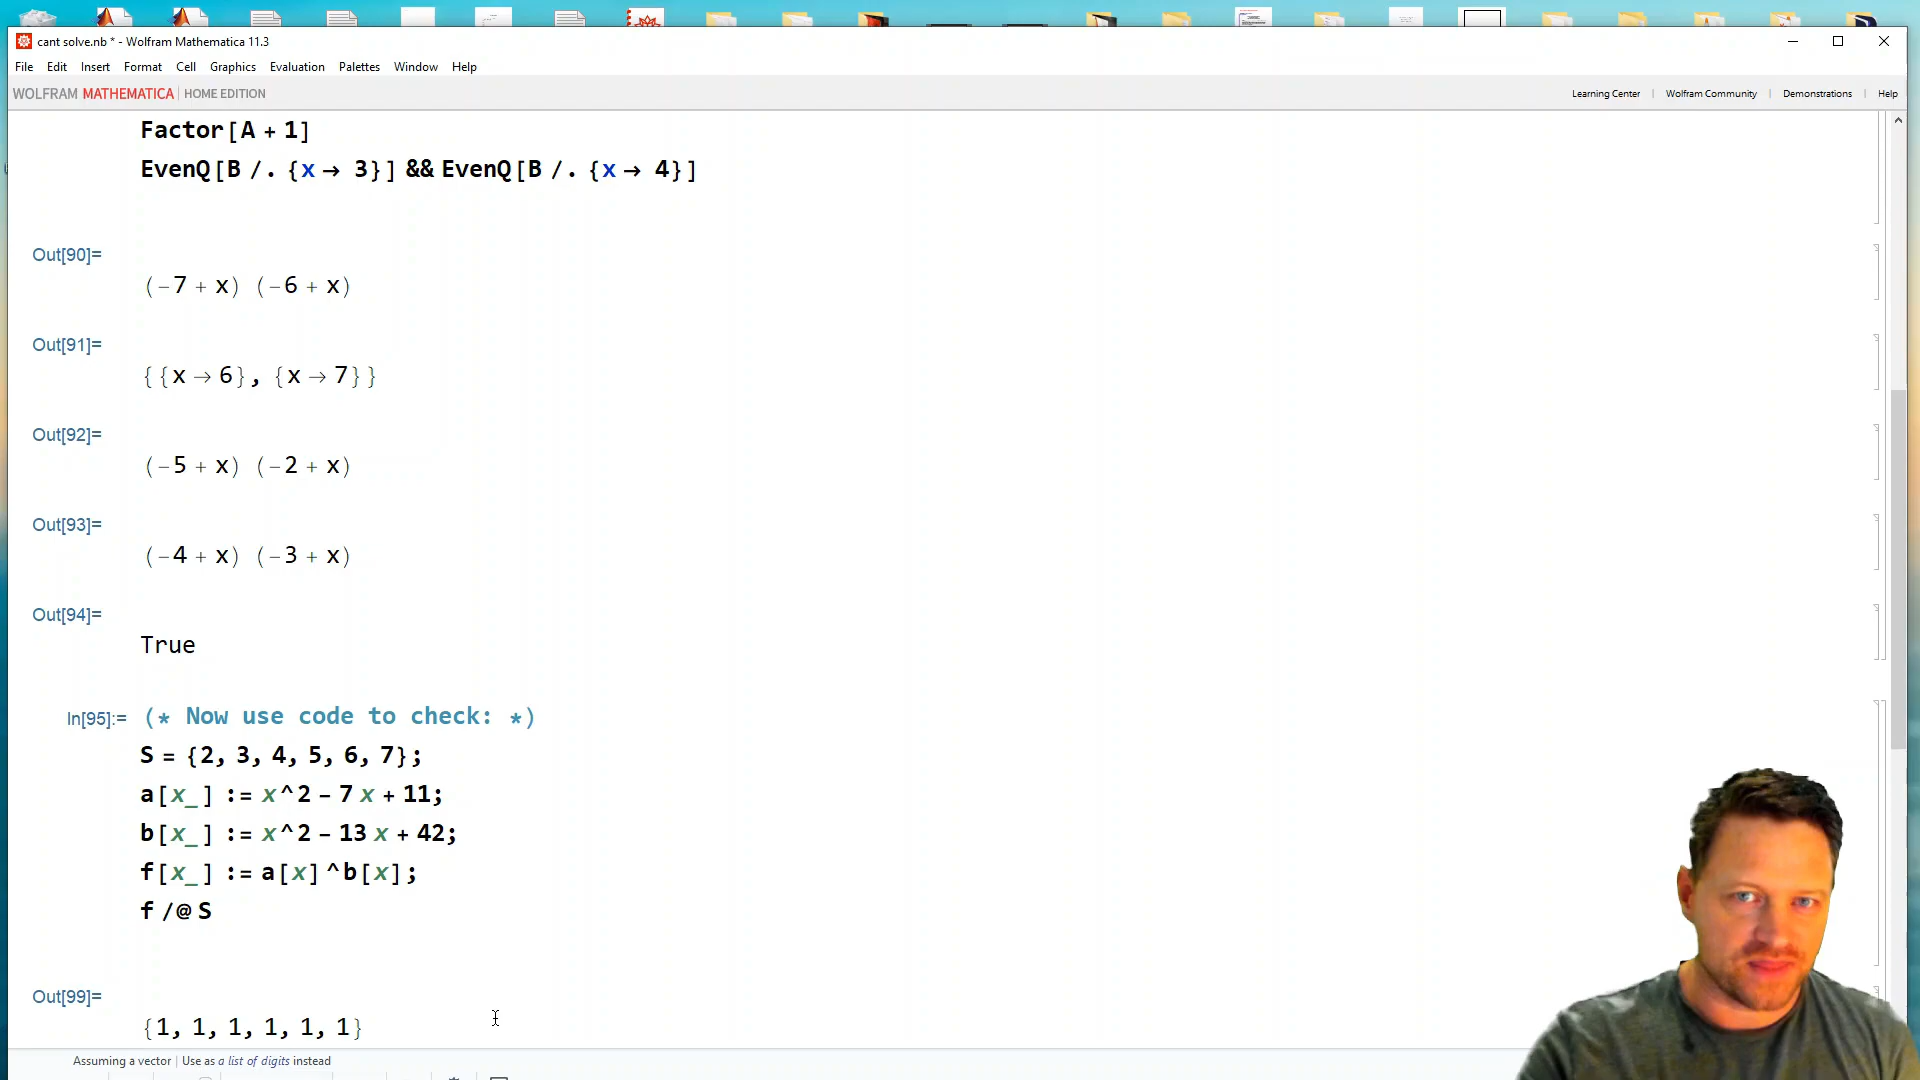 cant solve.nb * - Wolfram Mathematica 11.3
File Edit Insert Format Cell Graphics Evaluation Palettes Window Help
WOLFRAM MATHEMATICA | HOME EDITION
Learning Center | Wolfram Community | Demonstrations | Help
Factor[A + 1]
EvenQ[B /. {x → 3}] && EvenQ[B /. {x → 4}]
Out[90]=
(-7 + x) (-6 + x)
Out[91]=
{{x → 6}, {x → 7}}
Out[92]=
(-5 + x) (-2 + x)
Out[93]=
(-4 + x) (-3 + x)
Out[94]=
True
In[95]:= (* Now use code to check: *)
S = {2, 3, 4, 5, 6, 7};
a[x_] := x^2 - 7 x + 11;
b[x_] := x^2 - 13 x + 42;
f[x_] := a[x]^b[x];
f /@ S
Out[99]=
{1, 1, 1, 1, 1, 1}
Assuming a vector | Use as a list of digits instead